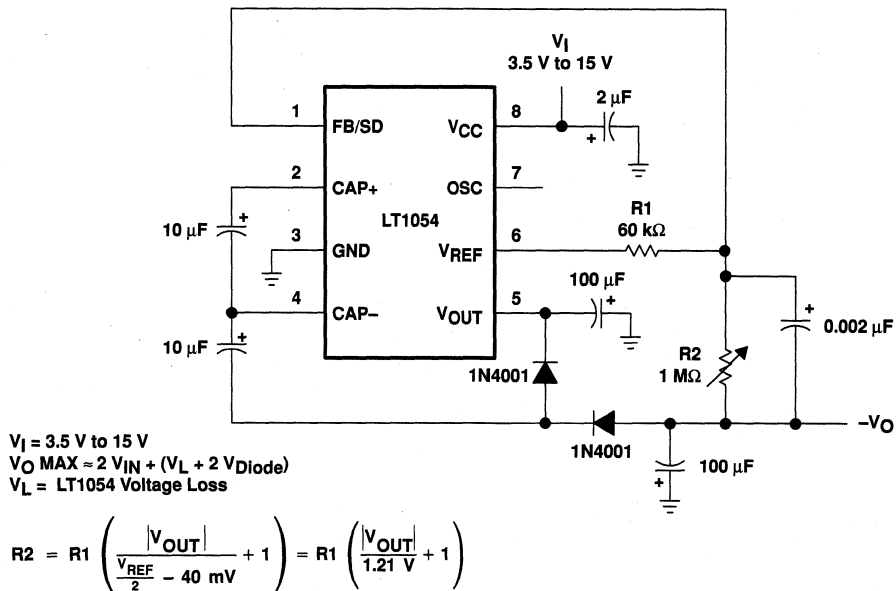 V_I
3.5 V to 15 V
2 µF
1
FB/SD
V_CC
8
2
CAP+
OSC
7
LT1054
R1
60 kΩ
10 µF
3
GND
V_REF
6
100 µF
4
CAP–
V_OUT
5
10 µF
0.002 µF
R2
1 MΩ
1N4001
–V_O
1N4001
100 µF
V_I = 3.5 V to 15 V
V_O MAX ≈ 2 V_IN + (V_L + 2 V_Diode)
V_L = LT1054 Voltage Loss
R2 = R1 ( |V_OUT| / (V_REF/2 – 40 mV) + 1 ) = R1 ( |V_OUT| / 1.21 V + 1 )